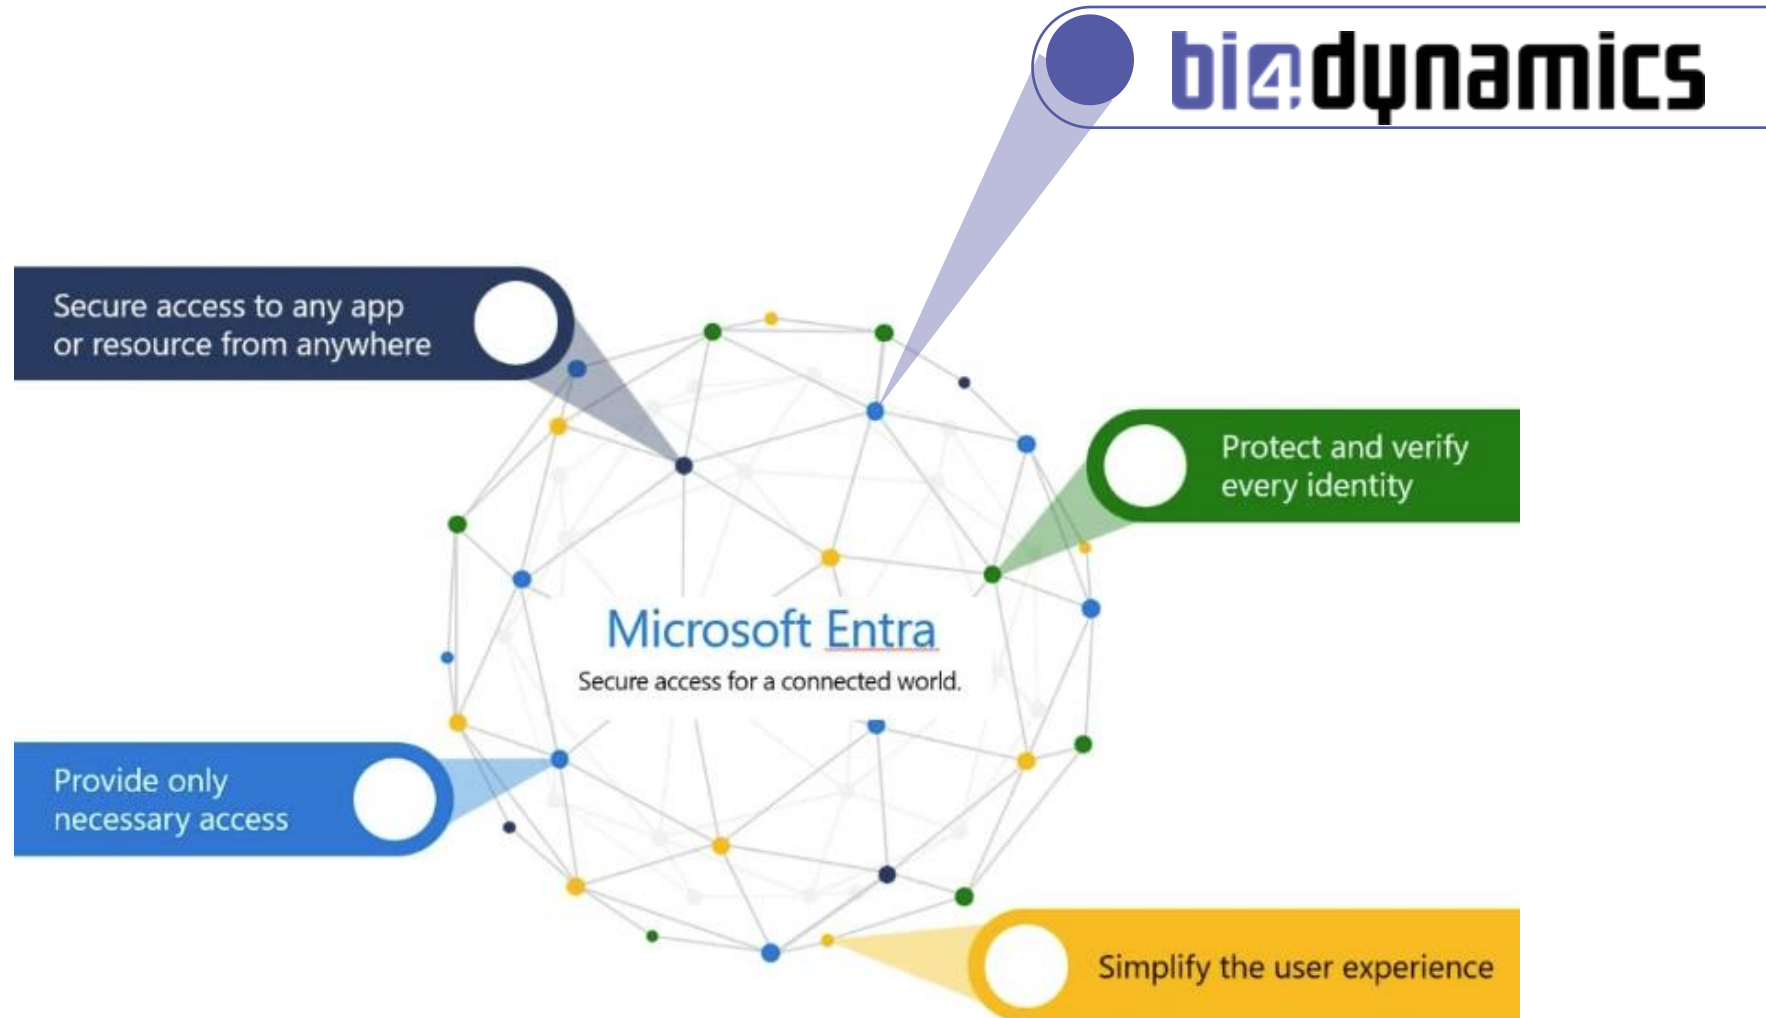 bi4dynamics
Secure access to any app
or resource from anywhere
Protect and verify
every identity
Microsoft Entra
Secure access for a connected world.
Provide only
necessary access
Simplify the user experience